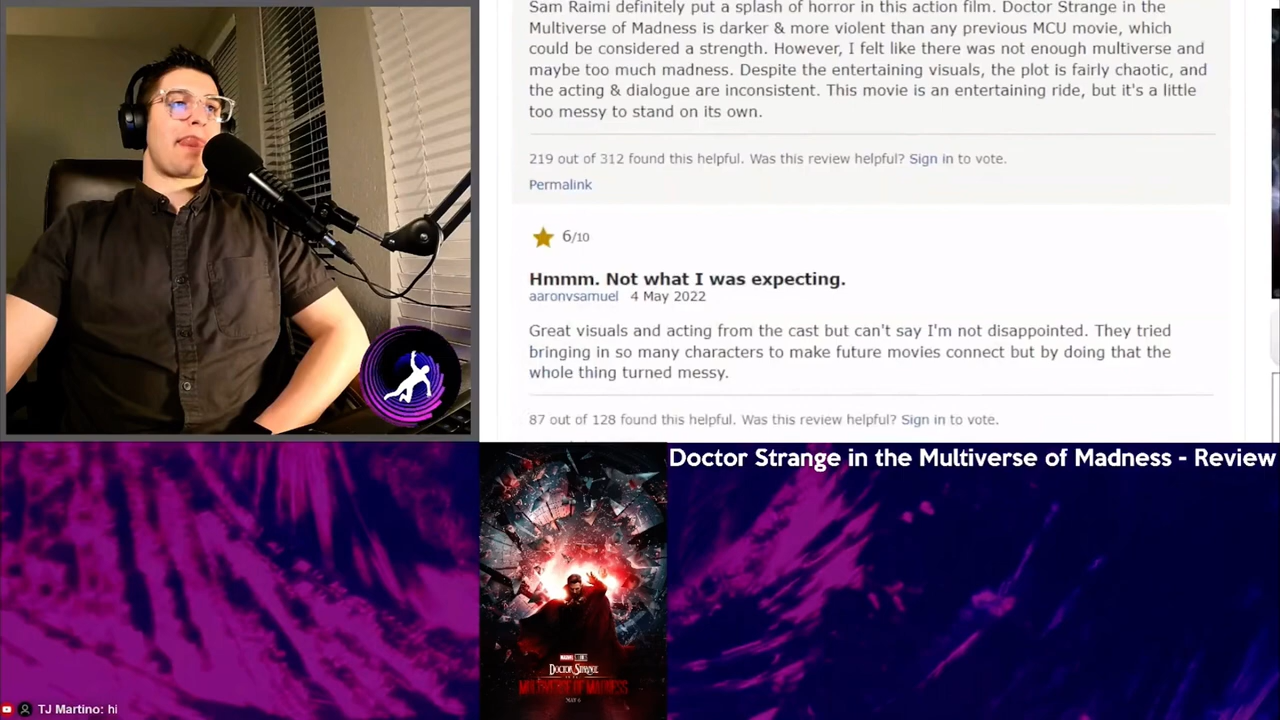 Sam Raimi definitely put a splash of horror in this action film. Doctor Strange in the
Multiverse of Madness is darker & more violent than any previous MCU movie, which
could be considered a strength. However, I felt like there was not enough multiverse and
maybe too much madness. Despite the entertaining visuals, the plot is fairly chaotic, and
the acting & dialogue are inconsistent. This movie is an entertaining ride, but it's a little
too messy to stand on its own.
219 out of 312 found this helpful. Was this review helpful? Sign in to vote.
Permalink
6/10
Hmmm. Not what I was expecting.
aaronvsamuel 4 May 2022
Great visuals and acting from the cast but can't say I'm not disappointed. They tried
bringing in so many characters to make future movies connect but by doing that the
whole thing turned messy.
87 out of 128 found this helpful. Was this review helpful? Sign in to vote.
Doctor Strange in the Multiverse of Madness - Review
MARVEL
DOCTOR STRANGE
MULTIVERSE OF MADNESS
MAY 6
TJ Martino: hi